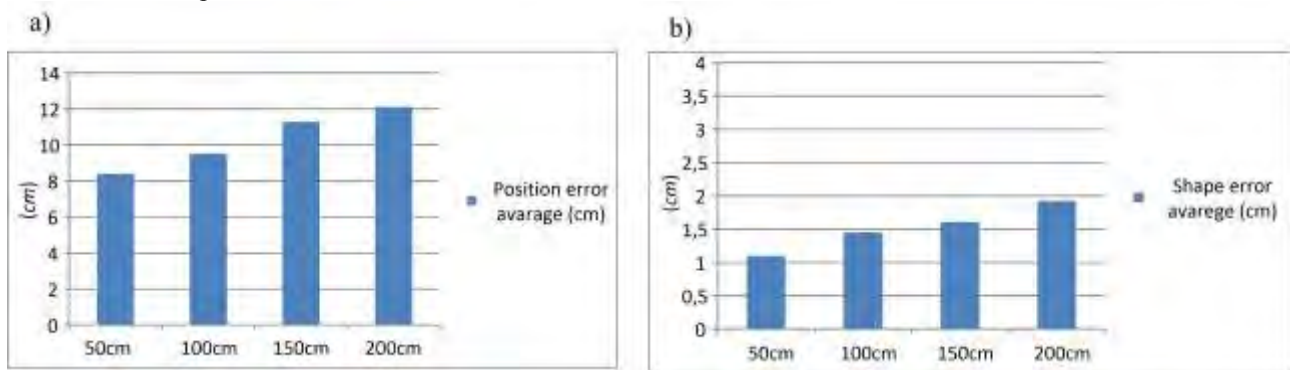 a)
14
12
10
8
6
4
2
0
(cm)
50cm 100cm 150cm 200cm
Position error
avarage (cm)
b)
4
3,5
3
2,5
2
1,5
1
0,5
0
(cm)
50cm 100cm 150cm 200cm
Shape error
avarege (cm)